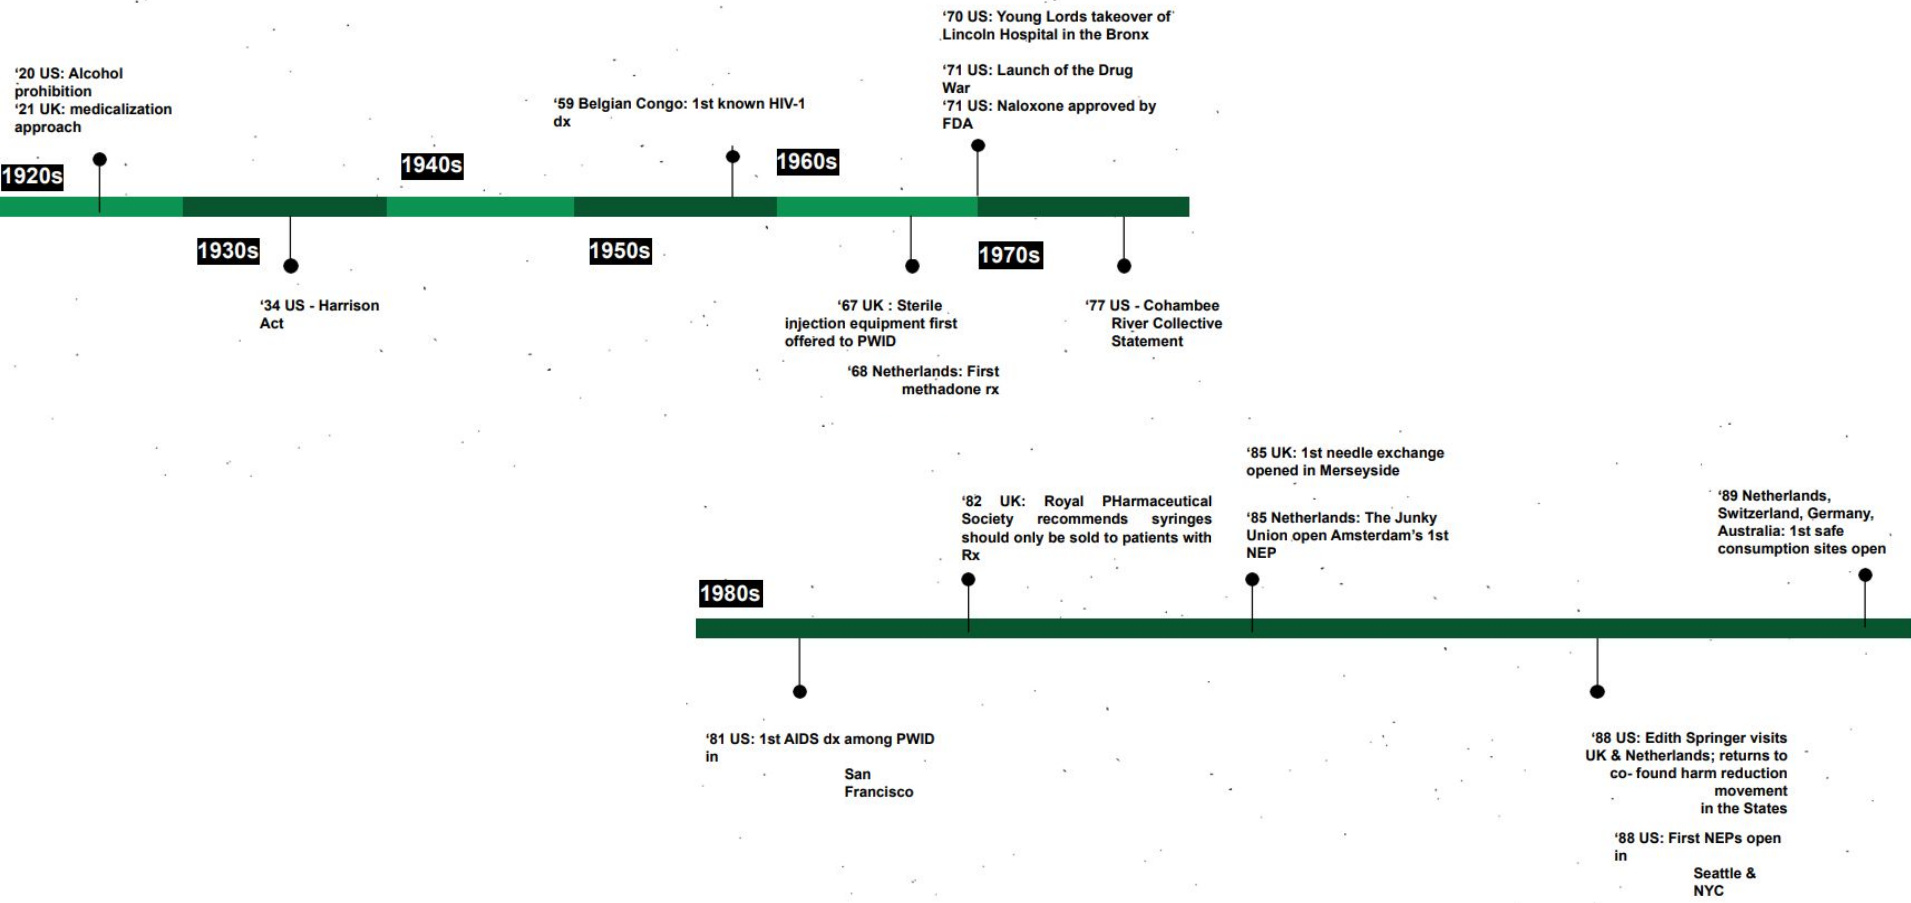 ‘20 US: Alcohol
prohibition
‘21 UK: medicalization
approach
1920s
1930s
‘34 US - Harrison
Act
1940s
1950s
‘59 Belgian Congo: 1st known HIV-1
dx
1960s
‘67 UK : Sterile
injection equipment first
offered to PWID
‘68 Netherlands: First
methadone rx
‘70 US: Young Lords takeover of
Lincoln Hospital in the Bronx
‘71 US: Launch of the Drug
War
‘71 US: Naloxone approved by
FDA
1970s
‘77 US - Cohambee
River Collective
Statement
1980s
‘81 US: 1st AIDS dx among PWID
in
San
Francisco
‘82 UK: Royal PHarmaceutical
Society recommends syringes
should only be sold to patients with
Rx
‘85 UK: 1st needle exchange
opened in Merseyside
‘85 Netherlands: The Junky
Union open Amsterdam’s 1st
NEP
‘88 US: Edith Springer visits
UK & Netherlands; returns to
co- found harm reduction
movement
in the States
‘88 US: First NEPs open
in
Seattle &
NYC
‘89 Netherlands,
Switzerland, Germany,
Australia: 1st safe
consumption sites open